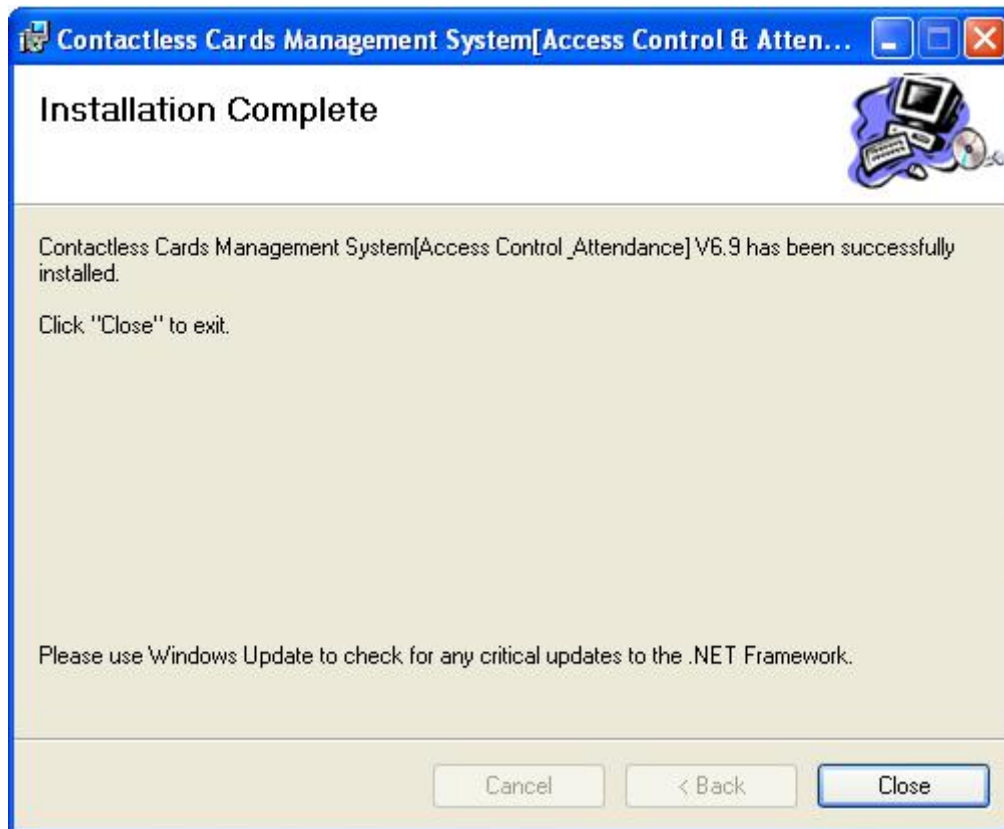 Contactless Cards Management System[Access Control & Atten...
Installation Complete
Contactless Cards Management System[Access Control _Attendance] V6.9 has been successfully
installed.
Click "Close" to exit.
Please use Windows Update to check for any critical updates to the .NET Framework.
Cancel
< Back
Close